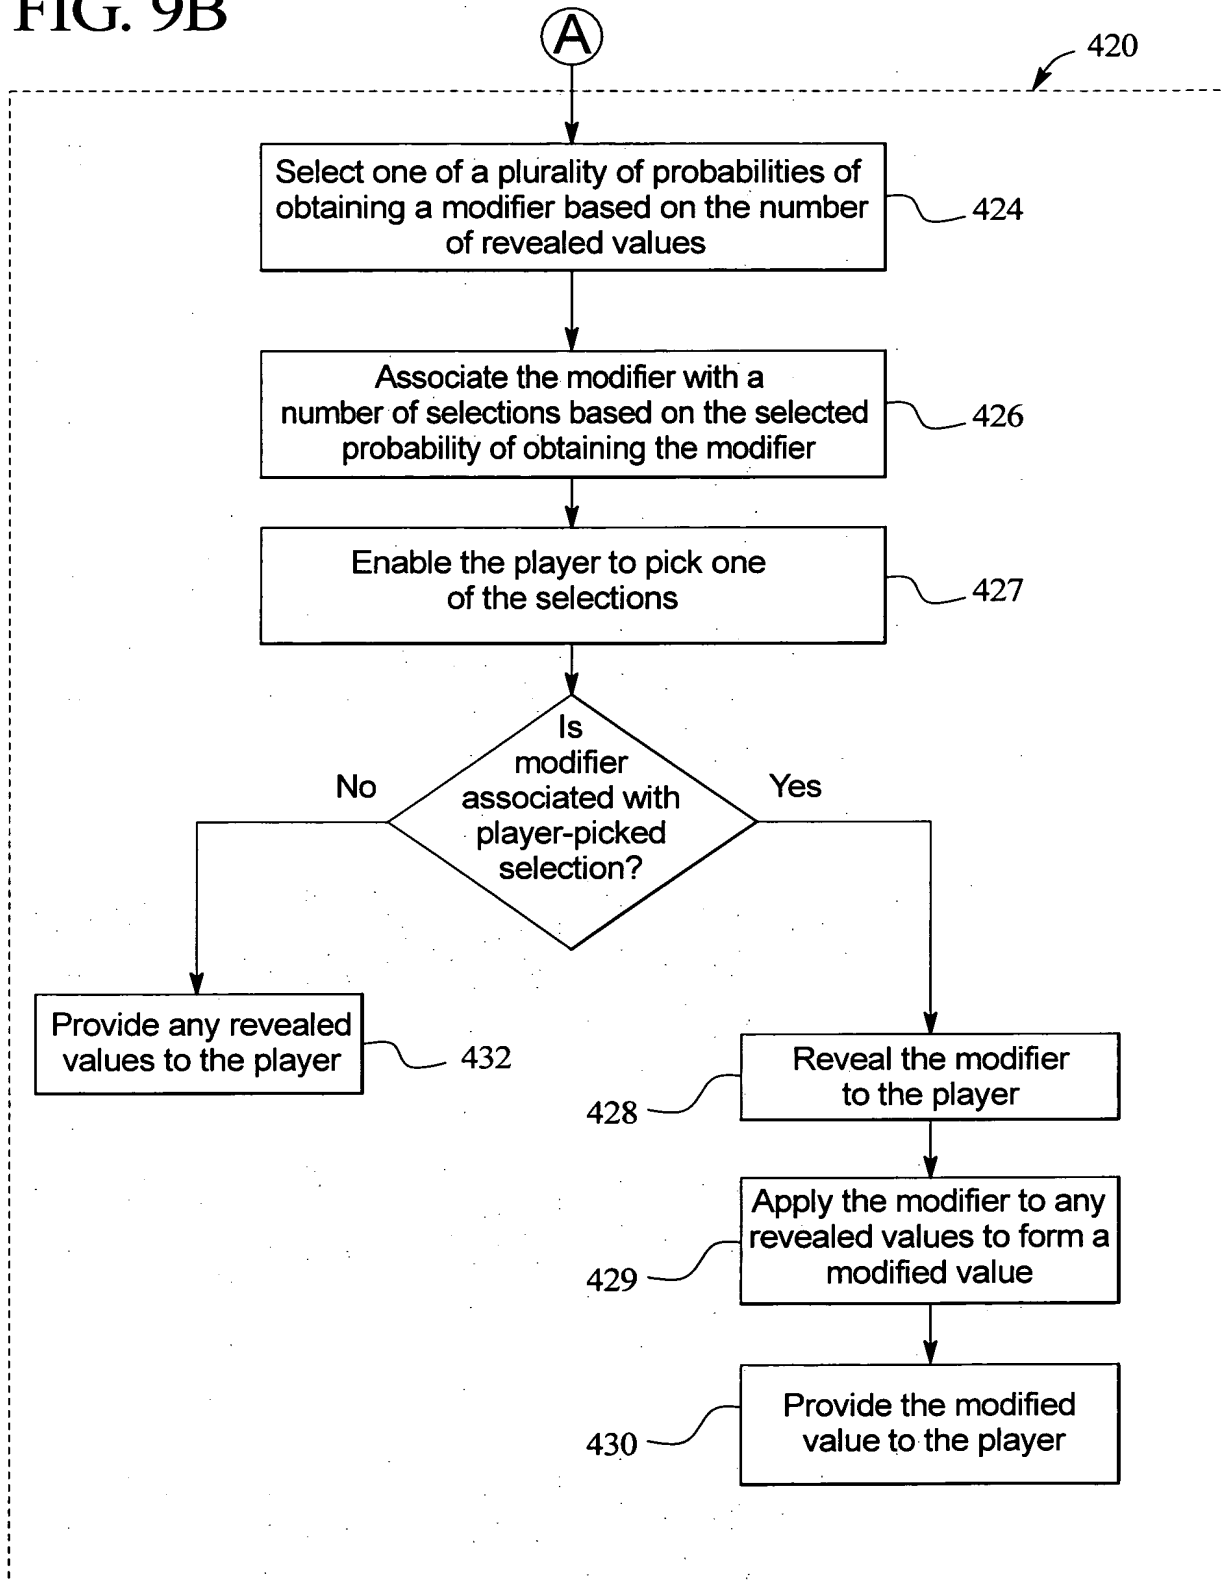 FIG. 9B
A
420
Select one of a plurality of probabilities of
obtaining a modifier based on the number
of revealed values
424
Associate the modifier with a
number of selections based on the selected
probability of obtaining the modifier
426
Enable the player to pick one
of the selections
427
Is
modifier
associated with
player-picked
selection?
No
Yes
Provide any revealed
values to the player
432
Reveal the modifier
to the player
428
Apply the modifier to any
revealed values to form a
modified value
429
Provide the modified
value to the player
430